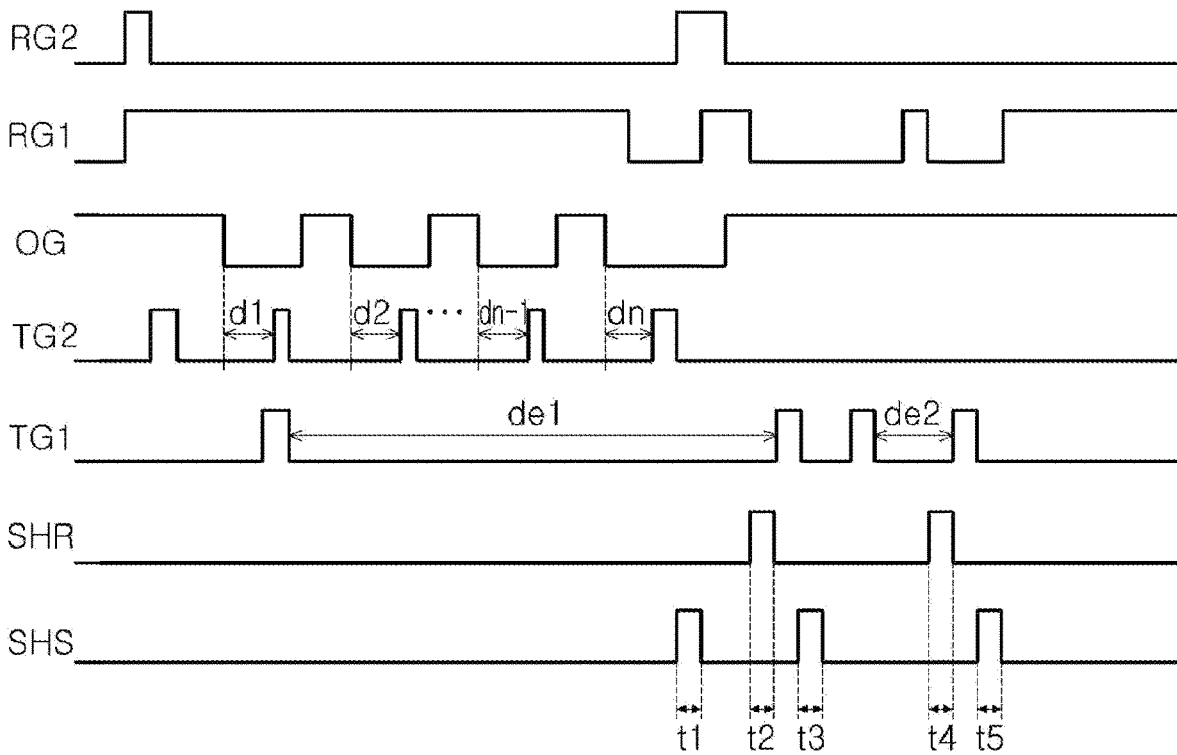 RG2
RG1
OG
TG2
d1
d2
...
dn-1
dn
TG1
de1
de2
SHR
SHS
t1
t2
t3
t4
t5